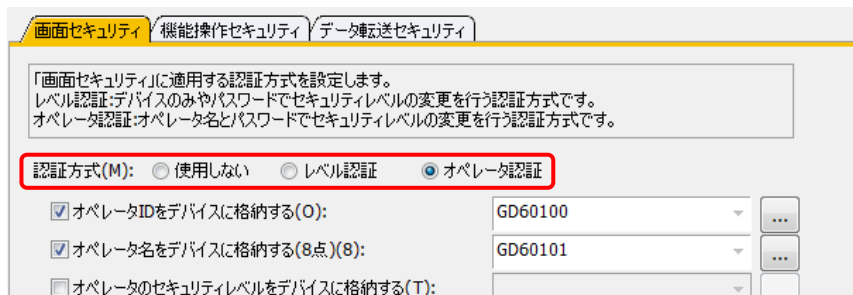 画面セキュリティ 機能操作セキュリティ データ転送セキュリティ
「画面セキュリティ」に適用する認証方式を設定します。
レベル認証:デバイスのみやパスワードでセキュリティレベルの変更を行う認証方式です。
オペレータ認証:オペレータ名とパスワードでセキュリティレベルの変更を行う認証方式です。
認証方式(M): 使用しない レベル認証 オペレータ認証
オペレータIDをデバイスに格納する(O): GD60100 ...
オペレータ名をデバイスに格納する(8点)(8): GD60101 ...
オペレータのセキュリティレベルをデバイスに格納する(T):